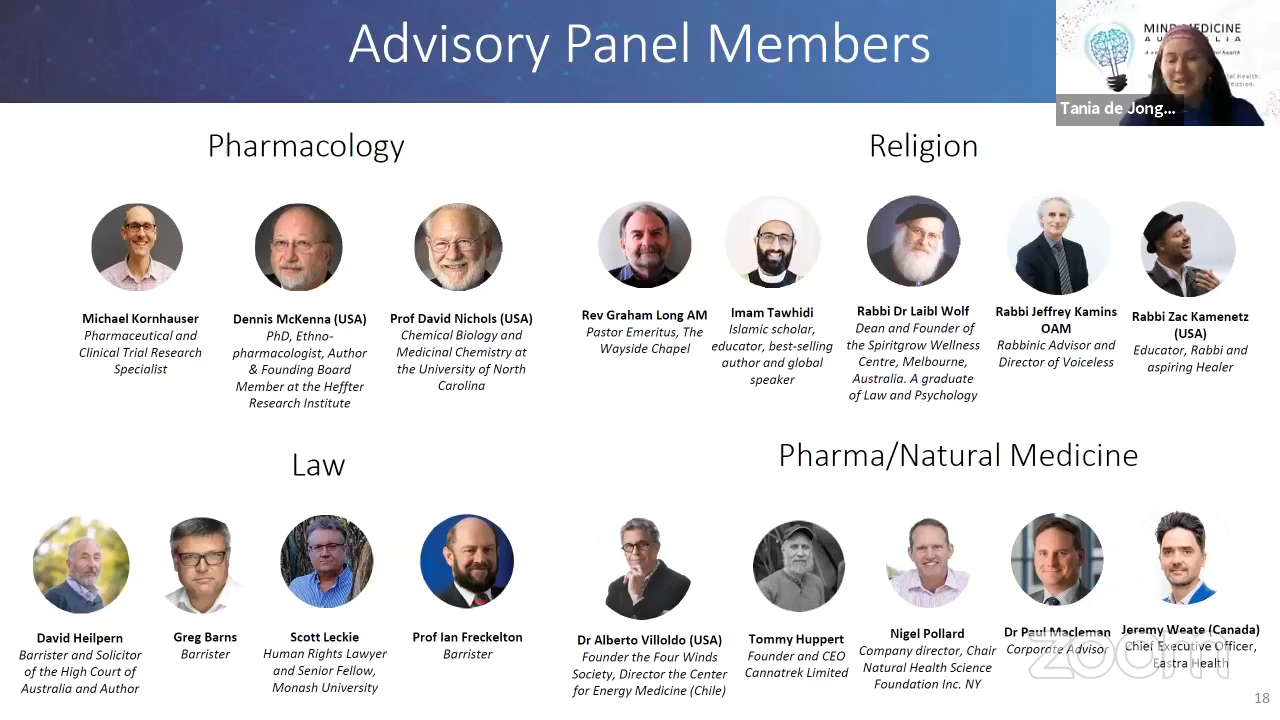 Advisory Panel Members
MIND MEDICINE
AUSTRALIA
Tania de Jong...
Pharmacology
Michael Kornhauser
Pharmaceutical and
Clinical Trial Research
Specialist
Dennis McKenna (USA)
PhD, Ethno-
pharmacologist, Author
& Founding Board
Member at the Heffter
Research Institute
Prof David Nichols (USA)
Chemical Biology and
Medicinal Chemistry at
the University of North
Carolina
Religion
Rev Graham Long AM
Pastor Emeritus, The
Wayside Chapel
Imam Tawhidi
Islamic scholar,
educator, best-selling
author and global
speaker
Rabbi Dr Laibl Wolf
Dean and Founder of
the Spiritgrow Wellness
Centre, Melbourne,
Australia. A graduate
of Law and Psychology
Rabbi Jeffrey Kamins
OAM
Rabbinic Advisor and
Director of Voiceless
Rabbi Zac Kamenetz
(USA)
Educator, Rabbi and
aspiring Healer
Law
David Heilpern
Barrister and Solicitor
of the High Court of
Australia and Author
Greg Barns
Barrister
Scott Leckie
Human Rights Lawyer
and Senior Fellow,
Monash University
Prof Ian Freckelton
Barrister
Pharma/Natural Medicine
Dr Alberto Villoldo (USA)
Founder the Four Winds
Society, Director the Center
for Energy Medicine (Chile)
Tommy Huppert
Founder and CEO
Cannatrek Limited
Nigel Pollard
Company director, Chair
Natural Health Science
Foundation Inc. NY
Dr Paul Macleman
Corporate Advisor
Jeremy Weate (Canada)
Chief Executive Officer,
Eastra Health
zoom
18